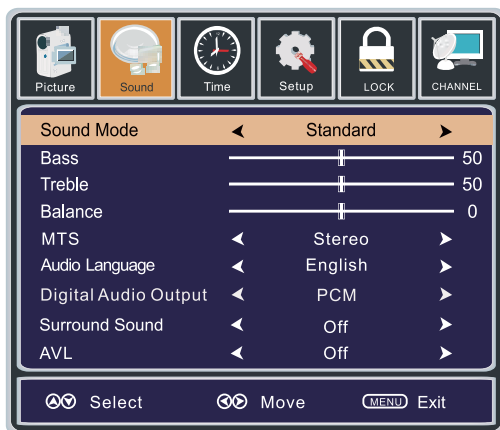 Picture Sound Time Setup LOCK CHANNEL
Sound Mode Standard
Bass 50
Treble 50
Balance 0
MTS Stereo
Audio Language English
Digital Audio Output PCM
Surround Sound Off
AVL Off
Select Move MENU Exit